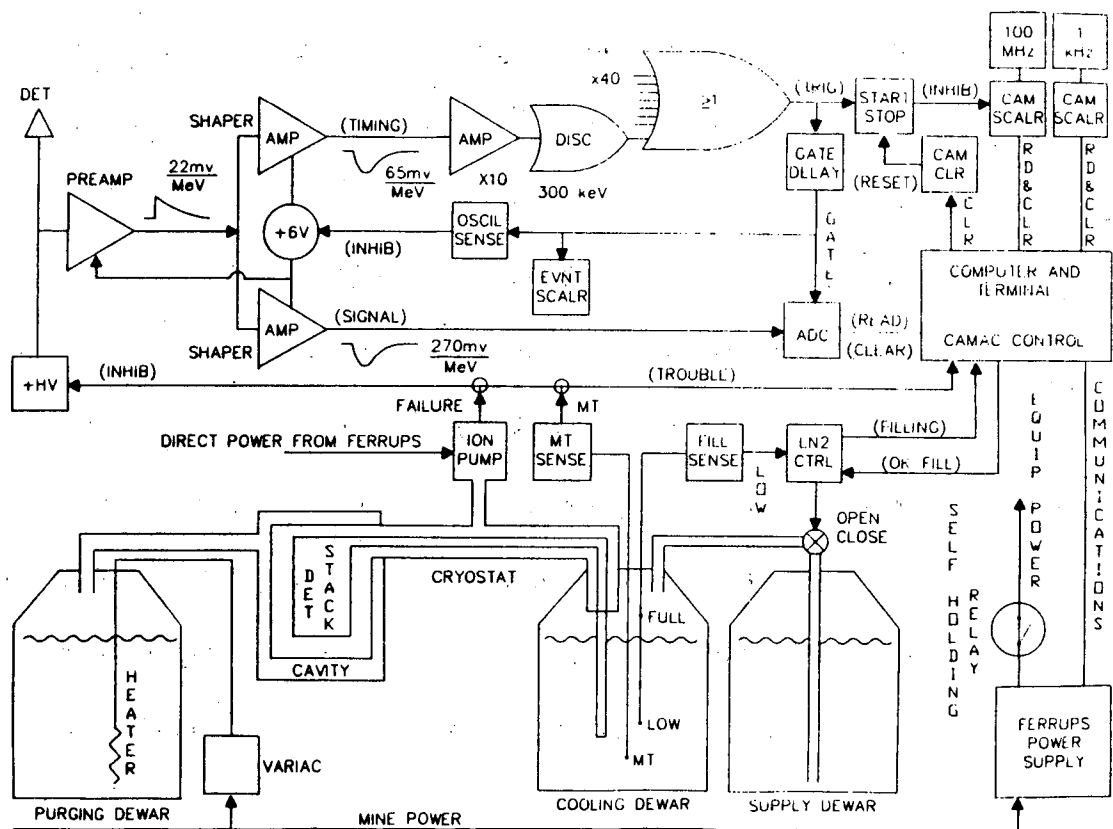 100 MHz
1 kHz
DET
x40
≥1
(TRIG)
START STOP
(INHIB)
CAM SCALR
CAM SCALR
SHAPER
AMP
(TIMING)
65mv/MeV
AMP
X10
DISC
300 keV
GATE DELAY
CAM CLR
(RESET)
CLR
RD&CLR
RD&CLR
PREAMP
22mv/MeV
+6V
(INHIB)
OSCIL SENSE
EVNT SCALR
GATE
COMPUTER AND TERMINAL
CAMAC CONTROL
AMP
SHAPER
(SIGNAL)
270mv/MeV
ADC
(READ)
(CLEAR)
+HV
(INHIB)
(TROUBLE)
FAILURE
MT
DIRECT POWER FROM FERRUPS
ION PUMP
MT SENSE
FILL SENSE
LOW
LN2 CTRL
(FILLING)
(OK FILL)
OPEN
CLOSE
EQUIP POWER
COMMUNICATIONS
SELF HOLDING
RELAY
DET
STACK
CRYOSTAT
CAVITY
HEATER
VARIAC
FULL
LOW
MT
FERRUPS POWER SUPPLY
PURGING DEWAR
COOLING DEWAR
SUPPLY DEWAR
MINE POWER